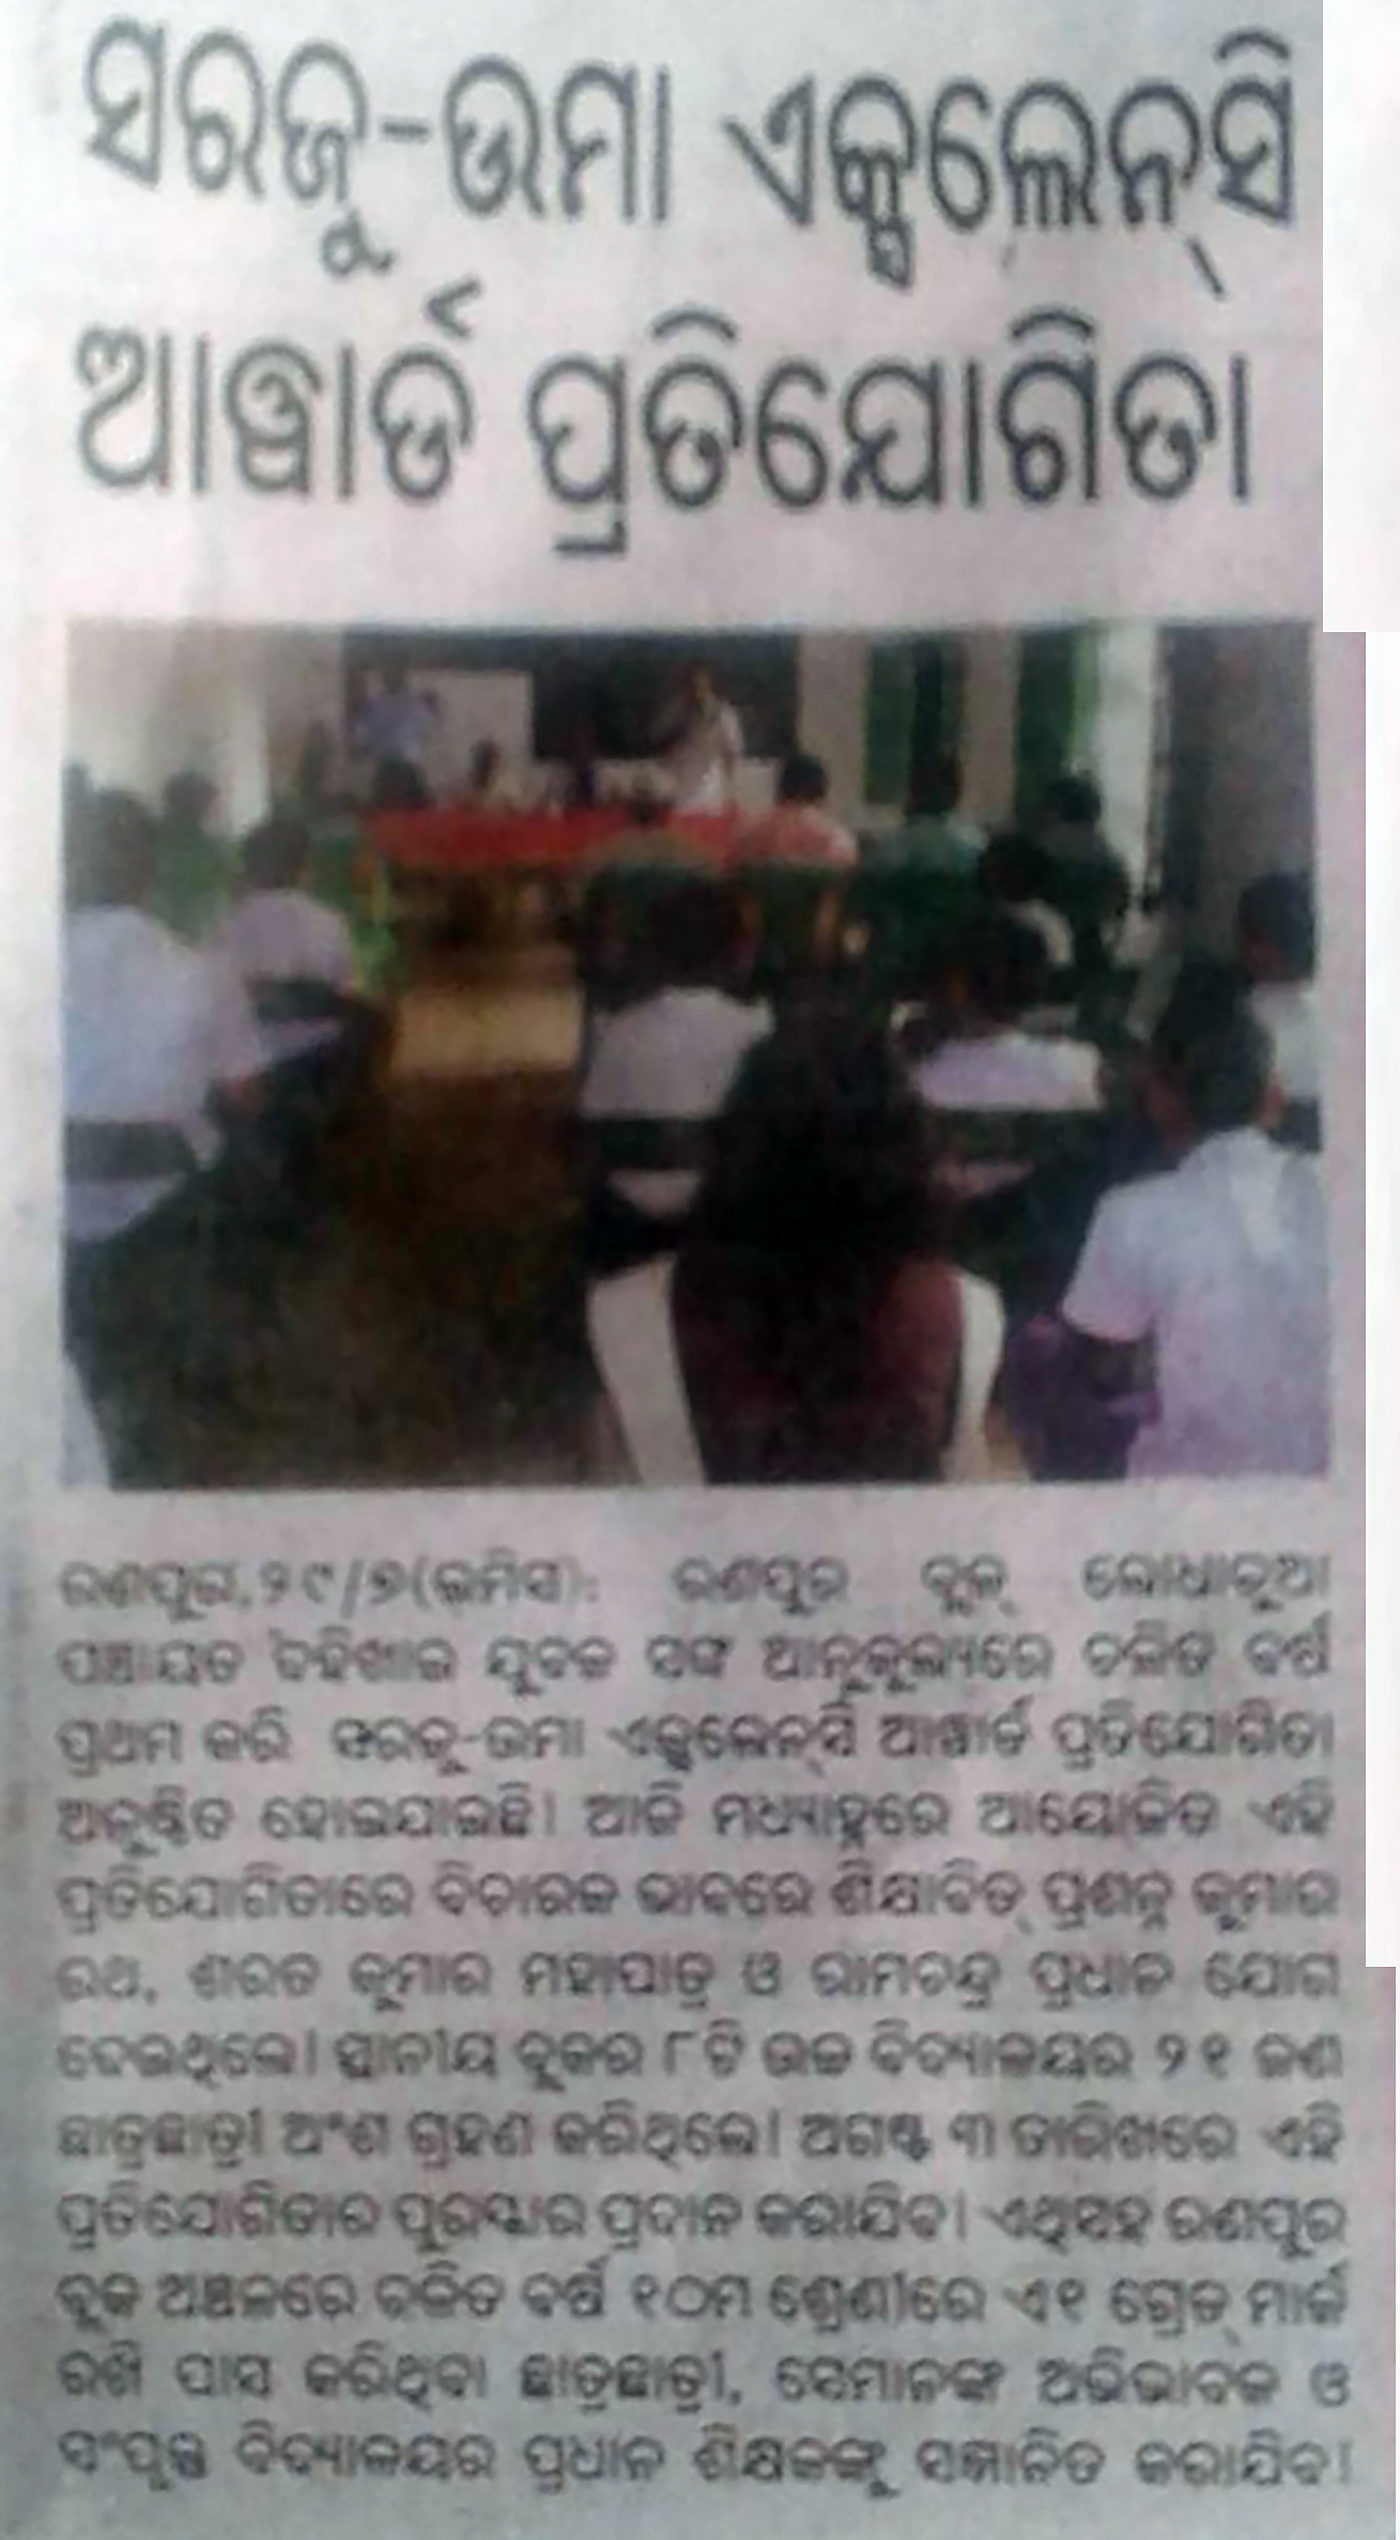 ସରଜୁ-ଉମା ଏକ୍ସଲେନ୍ସି
ଆୱାର୍ଡ ପ୍ରତିଯୋଗିତା
ରଣପୁର,୨୯/୭(ଇମିସ): ରଣପୁର ବ୍ଲକ୍ ଲୋଧାଚୁଆ
ପଞ୍ଚାୟତ ଦହିଖାଇ ଯୁବକ ସଙ୍ଘ ଆନୁକୂଲ୍ୟରେ ଚଳିତ ବର୍ଷ
ପ୍ରଥମ କରି ସରଜୁ-ଉମା ଏକ୍ସଲେନ୍ସି ଆୱାର୍ଡ ପ୍ରତିଯୋଗିତା
ଅନୁଷ୍ଠିତ ହୋଇଯାଇଛି। ଆଜି ମଧ୍ୟାହ୍ନରେ ଆୟୋଜିତ ଏହି
ପ୍ରତିଯୋଗିତାରେ ବିଚାରକ ଭାବରେ ଶିକ୍ଷାବିତ୍ ପ୍ରଶନ୍ନ କୁମାର
ରଥ, ଶରତ କୁମାର ମହାପାତ୍ର ଓ ରାମଚନ୍ଦ୍ର ପ୍ରଧାନ ଯୋଗ
ଦେଇଥିଲେ। ସ୍ଥାନୀୟ ବ୍ଲକର ୮ଟି ଉଚ୍ଚ ବିଦ୍ୟାଳୟର ୨୧ ଜଣ
ଛାତ୍ରଛାତ୍ରୀ ଅଂଶ ଗ୍ରହଣ କରିଥିଲେ। ଅଗଷ୍ଟ ୩ ତାରିଖରେ ଏହି
ପ୍ରତିଯୋଗିତାର ପୁରସ୍କାର ପ୍ରଦାନ କରାଯିବ। ଏଥିସହ ରଣପୁର
ବ୍ଲକ ଅଞ୍ଚଳରେ ଚଳିତ ବର୍ଷ ୧୦ମ ଶ୍ରେଣୀରେ ଏ୧ ଗ୍ରେଡ୍ ମାର୍କ
ରଖି ପାସ କରିଥିବା ଛାତ୍ରଛାତ୍ରୀ, ସେମାନଙ୍କ ଅଭିଭାବକ ଓ
ସଂପୃକ୍ତ ବିଦ୍ୟାଳୟର ପ୍ରଧାନ ଶିକ୍ଷକଙ୍କୁ ସମ୍ମାନିତ କରାଯିବ।